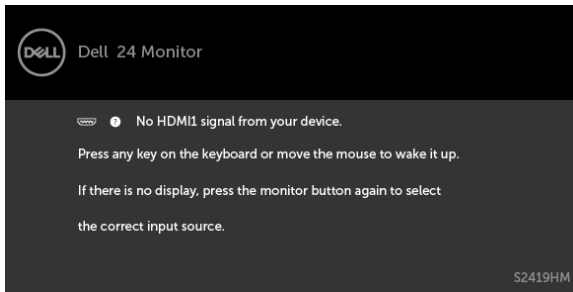 DELL
Dell 24 Monitor
? No HDMI1 signal from your device.
Press any key on the keyboard or move the mouse to wake it up.
If there is no display, press the monitor button again to select
the correct input source.
S2419HM